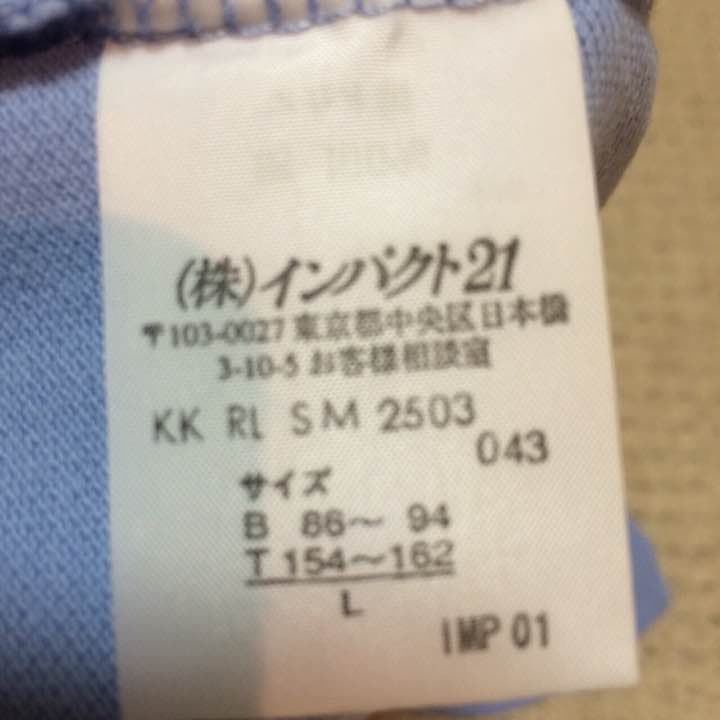 (株)インパクト21
〒103-0027 東京都中央区日本橋
3-10-5 お客様相談室
KK RL SM 2503
043
サイズ
B 86～ 94
T 154～162
L
IMP 01